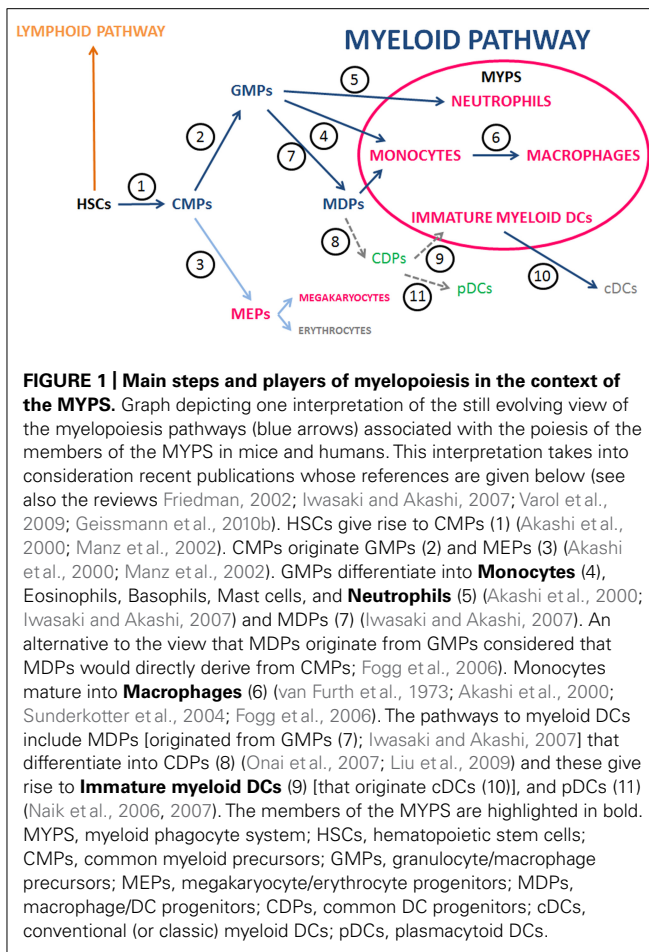 LYMPHOID PATHWAY
MYELOID PATHWAY
GMPs
5
MYPS
NEUTROPHILS
2
4
6
7
MONOCYTES
MACROPHAGES
1
HSCs
CMPs
MDPs
IMMATURE MYELOID DCs
8
3
CDPs
9
10
MEGAKARYOCYTES
11
pDCs
cDCs
MEPs
ERYTHROCYTES
FIGURE 1 | Main steps and players of myelopoiesis in the context of
the MYPS. Graph depicting one interpretation of the still evolving view of
the myelopoiesis pathways (blue arrows) associated with the poiesis of the
members of the MYPS in mice and humans. This interpretation takes into
consideration recent publications whose references are given below (see
also the reviews Friedman, 2002; Iwasaki and Akashi, 2007; Varol et al.,
2009; Geissmann et al., 2010b). HSCs give rise to CMPs (1) (Akashi et al.,
2000; Manz et al., 2002). CMPs originate GMPs (2) and MEPs (3) (Akashi
et al., 2000; Manz et al., 2002). GMPs differentiate into Monocytes (4),
Eosinophils, Basophils, Mast cells, and Neutrophils (5) (Akashi et al., 2000;
Iwasaki and Akashi, 2007) and MDPs (7) (Iwasaki and Akashi, 2007). An
alternative to the view that MDPs originate from GMPs considered that
MDPs would directly derive from CMPs; Fogg et al., 2006). Monocytes
mature into Macrophages (6) (van Furth et al., 1973; Akashi et al., 2000;
Sunderkotter et al., 2004; Fogg et al., 2006). The pathways to myeloid DCs
include MDPs [originated from GMPs (7); Iwasaki and Akashi, 2007] that
differentiate into CDPs (8) (Onai et al., 2007; Liu et al., 2009) and these give
rise to Immature myeloid DCs (9) [that originate cDCs (10)], and pDCs (11)
(Naik et al., 2006, 2007). The members of the MYPS are highlighted in bold.
MYPS, myeloid phagocyte system; HSCs, hematopoietic stem cells;
CMPs, common myeloid precursors; GMPs, granulocyte/macrophage
precursors; MEPs, megakaryocyte/erythrocyte progenitors; MDPs,
macrophage/DC progenitors; CDPs, common DC progenitors; cDCs,
conventional (or classic) myeloid DCs; pDCs, plasmacytoid DCs.